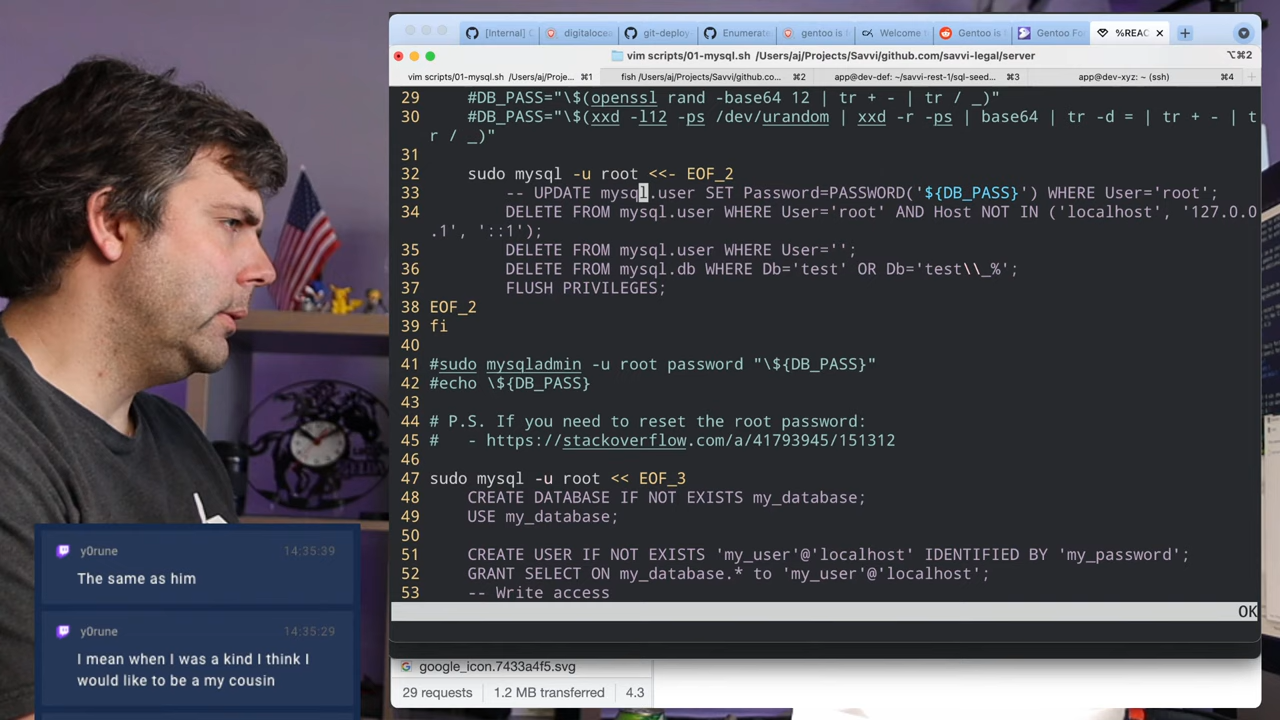 [Internal] C
digitalocea
git-deploy-
Enumerate
gentoo is f
Welcome t
Gentoo is
Gentoo Fo
%REAC
vim scripts/01-mysql.sh /Users/aj/Projects/Savvi/github.com/savvi-legal/server
⌥⌘2
vim scripts/01-mysql.sh /Users/aj/Proje... ⌘1
fish /Users/aj/Projects/Savvi/github.co... ⌘2
app@dev-def: ~/savvi-rest-1/sql-seed... ⌘3
app@dev-xyz: ~ (ssh) ⌘4
29 #DB_PASS="\$(openssl rand -base64 12 | tr + - | tr / _)"
30 #DB_PASS="\$(xxd -l12 -ps /dev/urandom | xxd -r -ps | base64 | tr -d = | tr + - | t
r / _)"
31
32 sudo mysql -u root <<- EOF_2
33 -- UPDATE mysql.user SET Password=PASSWORD('${DB_PASS}') WHERE User='root';
34 DELETE FROM mysql.user WHERE User='root' AND Host NOT IN ('localhost', '127.0.0
.1', '::1');
35 DELETE FROM mysql.user WHERE User='';
36 DELETE FROM mysql.db WHERE Db='test' OR Db='test\\_%';
37 FLUSH PRIVILEGES;
38 EOF_2
39 fi
40
41 #sudo mysqladmin -u root password "\${DB_PASS}"
42 #echo \${DB_PASS}
43
44 # P.S. If you need to reset the root password:
45 # - https://stackoverflow.com/a/41793945/151312
46
47 sudo mysql -u root << EOF_3
48 CREATE DATABASE IF NOT EXISTS my_database;
49 USE my_database;
50
51 CREATE USER IF NOT EXISTS 'my_user'@'localhost' IDENTIFIED BY 'my_password';
52 GRANT SELECT ON my_database.* to 'my_user'@'localhost';
53 -- Write access
OK
google_icon.7433a4f5.svg
29 requests
1.2 MB transferred
4.3
y0rune 14:35:39
The same as him
y0rune 14:35:29
I mean when I was a kind I think I
would like to be a my cousin